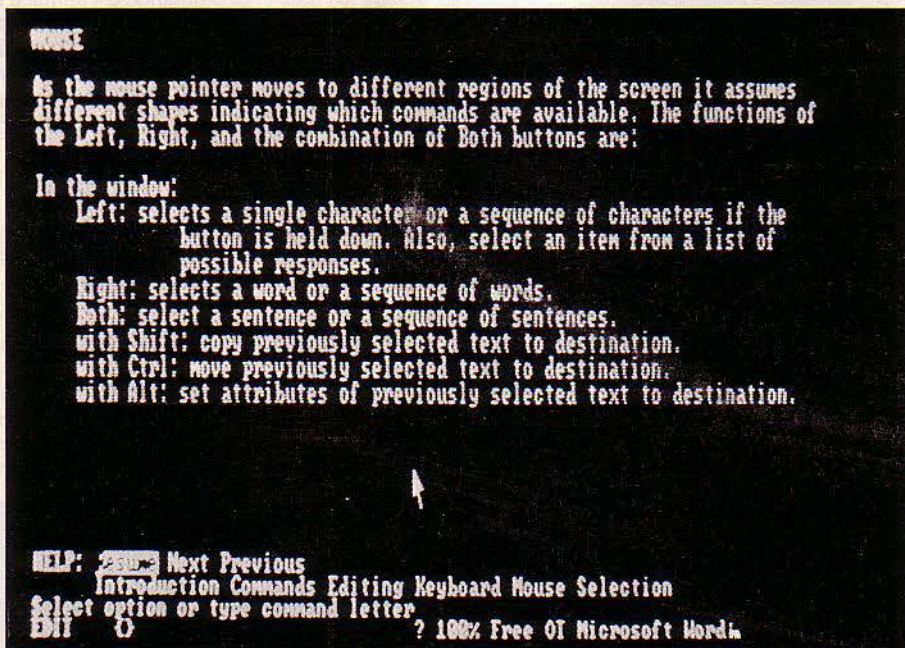 MOUSE
As the mouse pointer moves to different regions of the screen it assumes
different shapes indicating which commands are available. The functions of
the Left, Right, and the combination of Both buttons are:
In the window:
Left: selects a single character or a sequence of characters if the
button is held down. Also, select an item from a list of
possible responses.
Right: selects a word or a sequence of words.
Both: select a sentence or a sequence of sentences.
with Shift: copy previously selected text to destination.
with Ctrl: move previously selected text to destination.
with Alt: set attributes of previously selected text to destination.
HELP: Next Previous
Introduction Commands Editing Keyboard Mouse Selection
Select option or type command letter
EDIT {} ? 100% Free OI Microsoft Word: